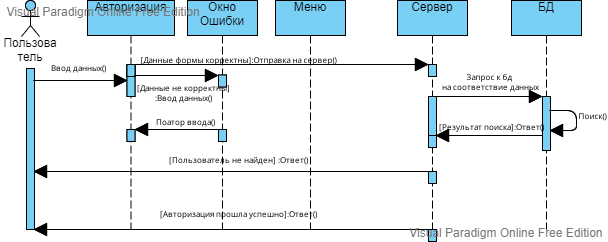 Visual Paradigm Online Free Edition
Авторизация
Окно
Ошибки
Меню
Сервер
БД
Пользова
тель
Ввод данных()
[Данные формы корректны]:Отправка на сервер()
[Данные не корректны]
:Ввод данных()
Запрос к бд
на соответствие данных
Поиск()
Поатор ввода()
[Результат поиска]:Ответ()
[Пользователь не найден] :Ответ()
[Авторизация прошла успешно]:Ответ()
Visual Paradigm Online Free Edition